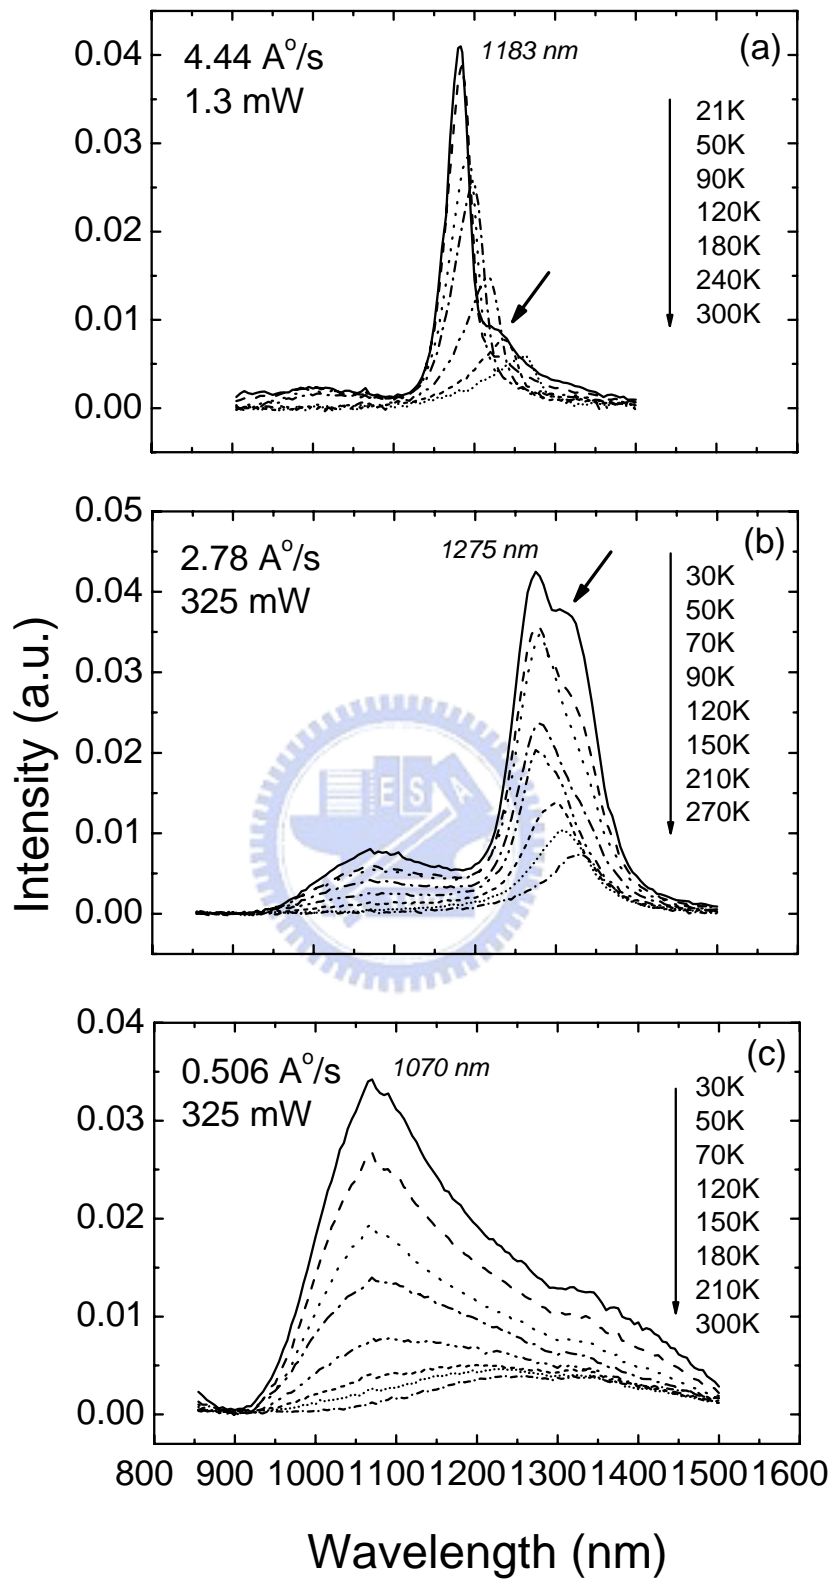 0.04
0.03
0.02
0.01
0.00
4.44 A°/s
1.3 mW
1183 nm
(a)
21K
50K
90K
120K
180K
240K
300K
0.05
0.04
0.03
0.02
0.01
0.00
2.78 A°/s
325 mW
1275 nm
(b)
30K
50K
70K
90K
120K
150K
210K
270K
E S A
Intensity (a.u.)
0.04
0.03
0.02
0.01
0.00
0.506 A°/s
325 mW
1070 nm
(c)
30K
50K
70K
120K
150K
180K
210K
300K
800 900 1000 1100 1200 1300 1400 1500 1600
Wavelength (nm)